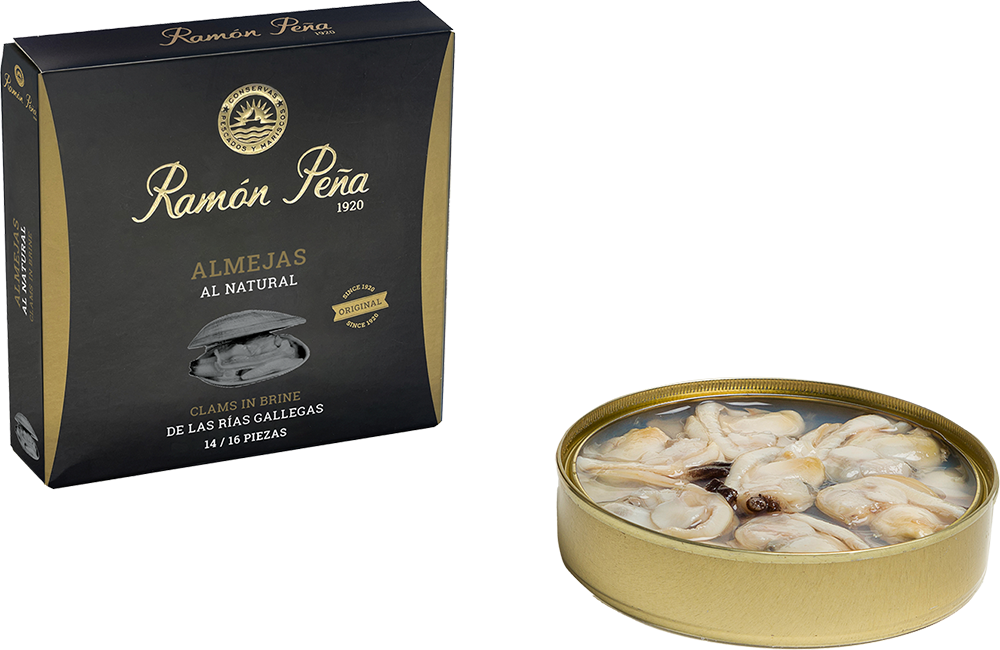 Ramón Peña
1920
CONSERVAS
PESCADOS Y MARISCOS
Ramón Peña
1920
ALMEJAS
AL NATURAL
SINCE 1920
ORIGINAL
SINCE 1920
CLAMS IN BRINE
DE LAS RÍAS GALLEGAS
14 / 16 PIEZAS
Ramón Peña
ALMEJAS
AL NATURAL
CLAMS IN BRINE